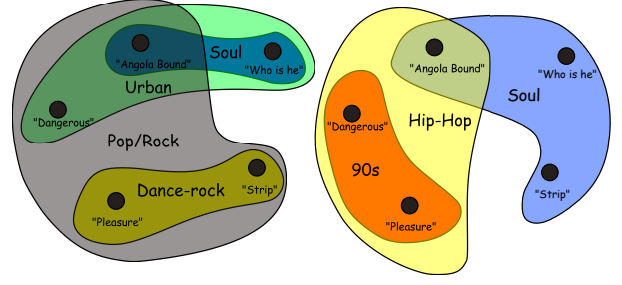 Soul
"Angola Bound"
"Who is he"
Urban
"Dangerous"
Pop/Rock
Dance-rock
"Strip"
"Pleasure"
"Angola Bound"
"Who is he"
Soul
Hip-Hop
"Dangerous"
90s
"Strip"
"Pleasure"